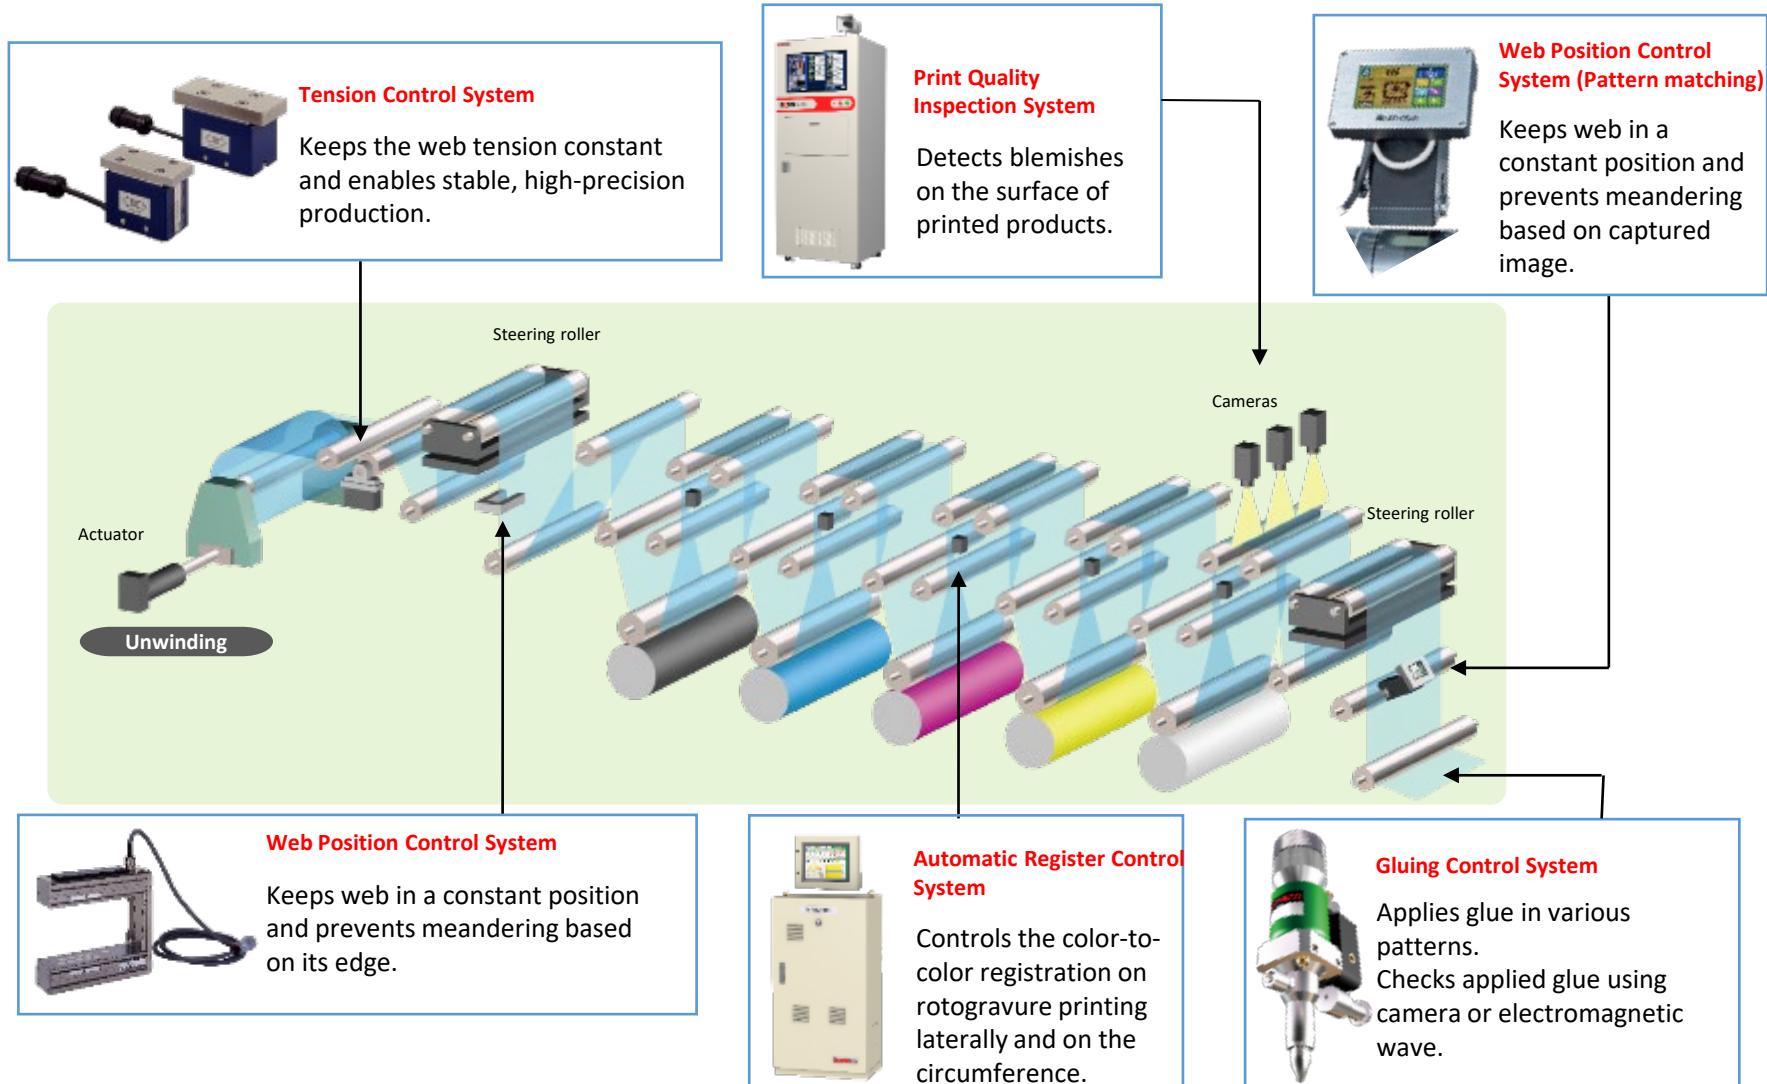 Tension Control System
Keeps the web tension constant
and enables stable, high-precision
production.
Print Quality
Inspection System
Detects blemishes
on the surface of
printed products.
Web Position Control
System (Pattern matching)
Keeps web in a
constant position and
prevents meandering
based on captured
image.
Steering roller
Cameras
Steering roller
Actuator
Unwinding
Web Position Control System
Keeps web in a constant position
and prevents meandering based
on its edge.
Automatic Register Control
System
Controls the color-to-
color registration on
rotogravure printing
laterally and on the
circumference.
Gluing Control System
Applies glue in various
patterns.
Checks applied glue using
camera or electromagnetic
wave.